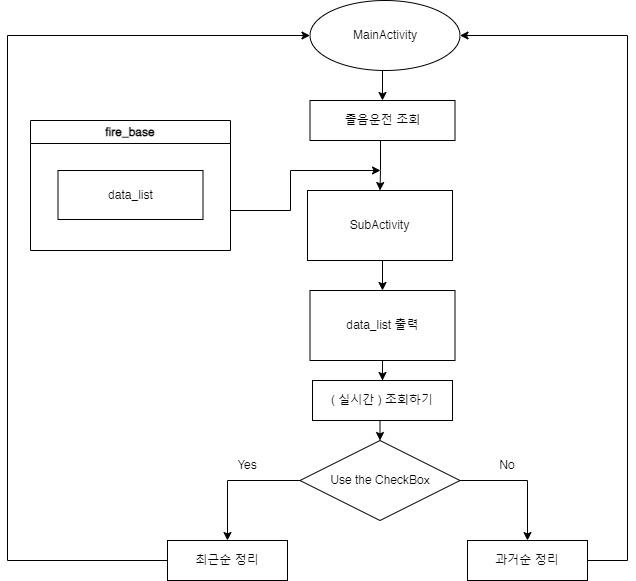 MainActivity
졸음운전 조회
fire_base
data_list
SubActivity
data_list 출력
( 실시간 ) 조회하기
Yes
Use the CheckBox
No
최근순 정리
과거순 정리